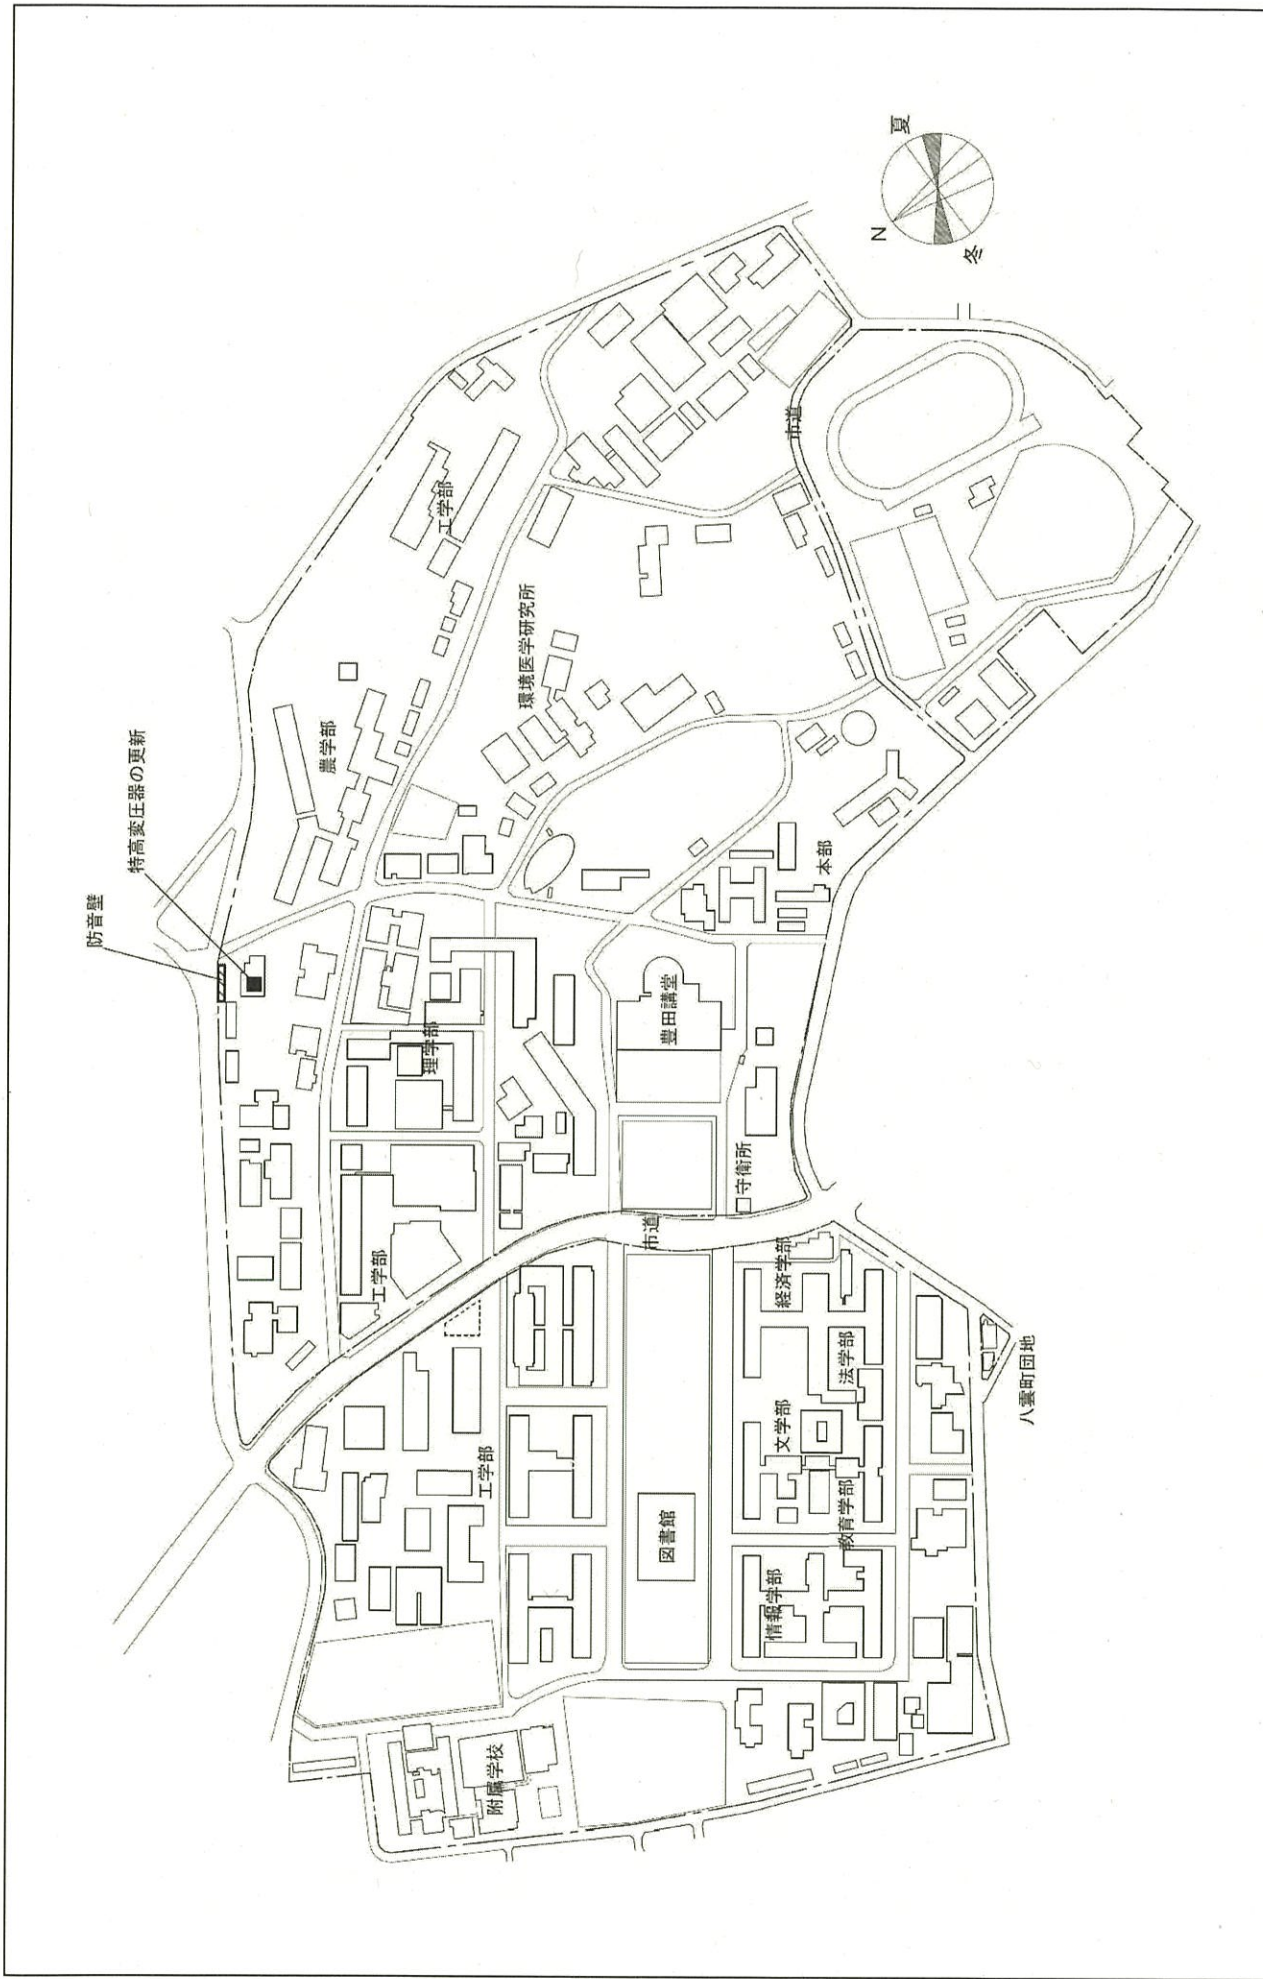 防音壁
特高変圧器の更新
農学部
工学部
環境医学研究所
N
夏
冬
市道
理学部
豊田講堂
本部
工学部
市道
守衛所
経済学部
法学部
文学部
教育学部
情報学部
工学部
図書館
附属学校
八雲町団地